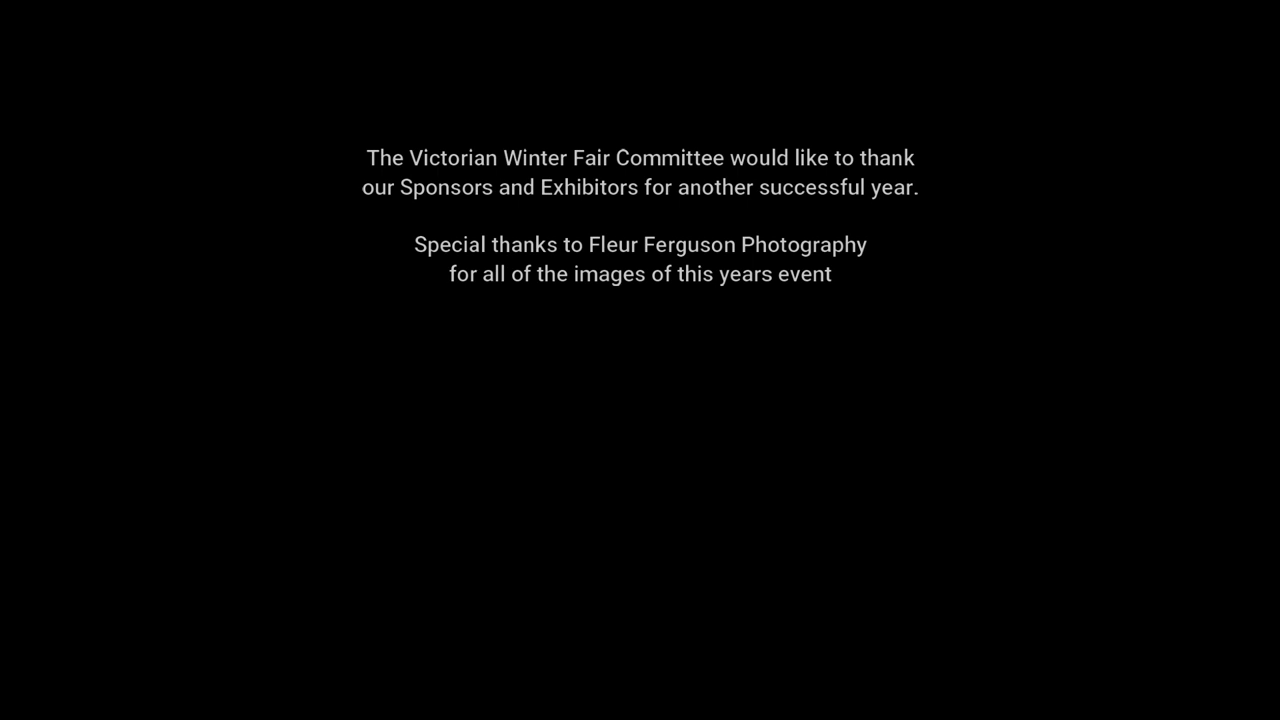 The Victorian Winter Fair Committee would like to thank
our Sponsors and Exhibitors for another successful year.
Special thanks to Fleur Ferguson Photography
for all of the images of this years event